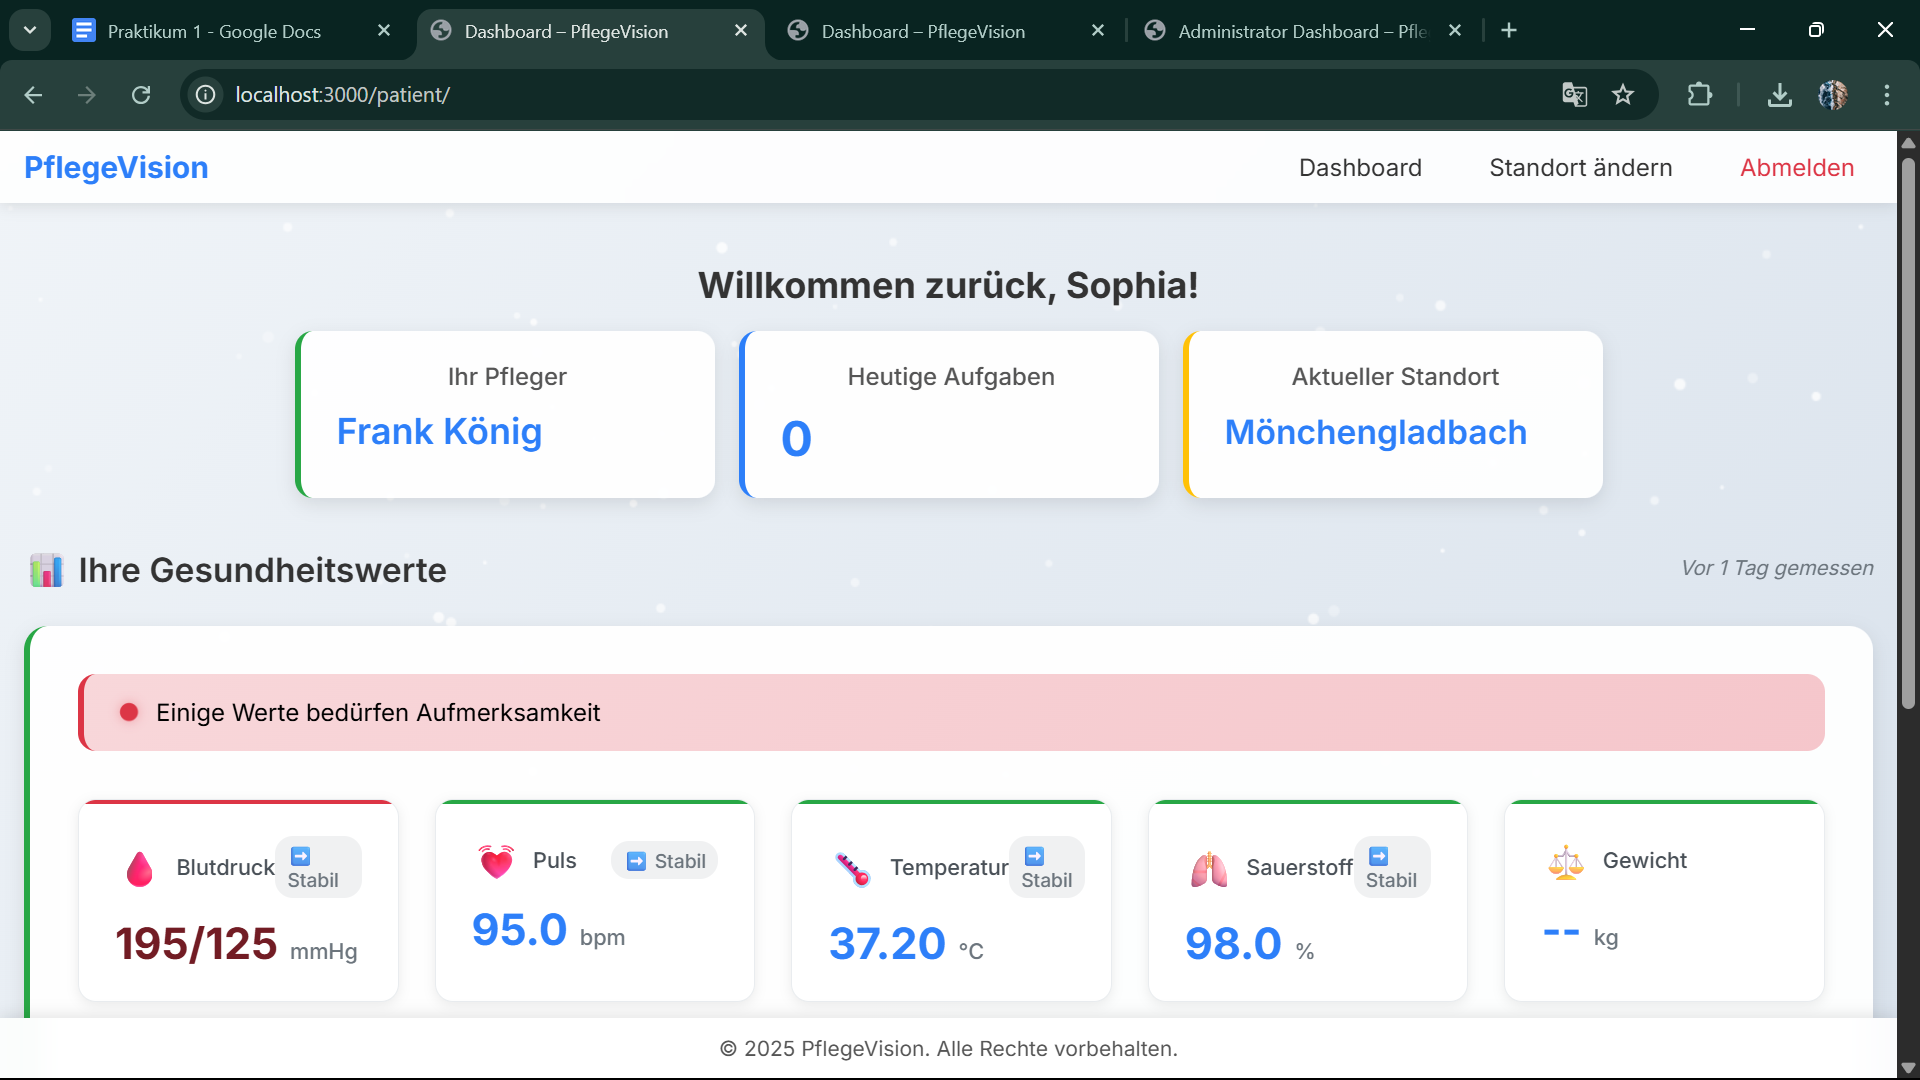 Praktikum 1 - Google Docs
Dashboard – PflegeVision
Dashboard – PflegeVision
Administrator Dashboard – Pfle
localhost:3000/patient/
PflegeVision
Dashboard
Standort ändern
Abmelden
Willkommen zurück, Sophia!
Ihr Pfleger
Frank König
Heutige Aufgaben
0
Aktueller Standort
Mönchengladbach
Ihre Gesundheitswerte
Vor 1 Tag gemessen
Einige Werte bedürfen Aufmerksamkeit
Blutdruck
Stabil
195/125 mmHg
Puls
Stabil
95.0 bpm
Temperatur
Stabil
37.20 °C
Sauerstoff
Stabil
98.0 %
Gewicht
-- kg
© 2025 PflegeVision. Alle Rechte vorbehalten.